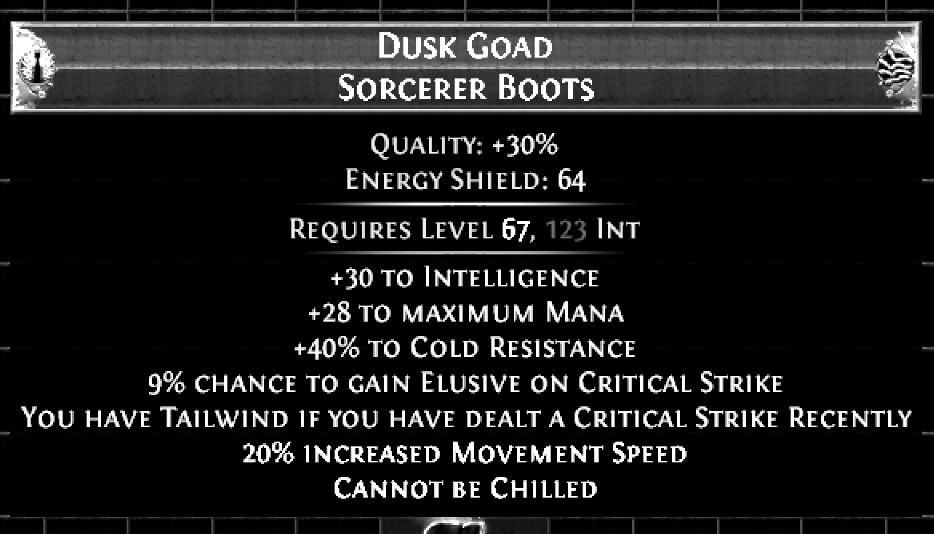 Dusk Goad
Sorcerer Boots
Quality: +30%
Energy Shield: 64
Requires Level 67, 123 Int
+30 to Intelligence
+28 to maximum Mana
+40% to Cold Resistance
9% chance to gain Elusive on Critical Strike
You have Tailwind if you have dealt a Critical Strike Recently
20% increased Movement Speed
Cannot be Chilled